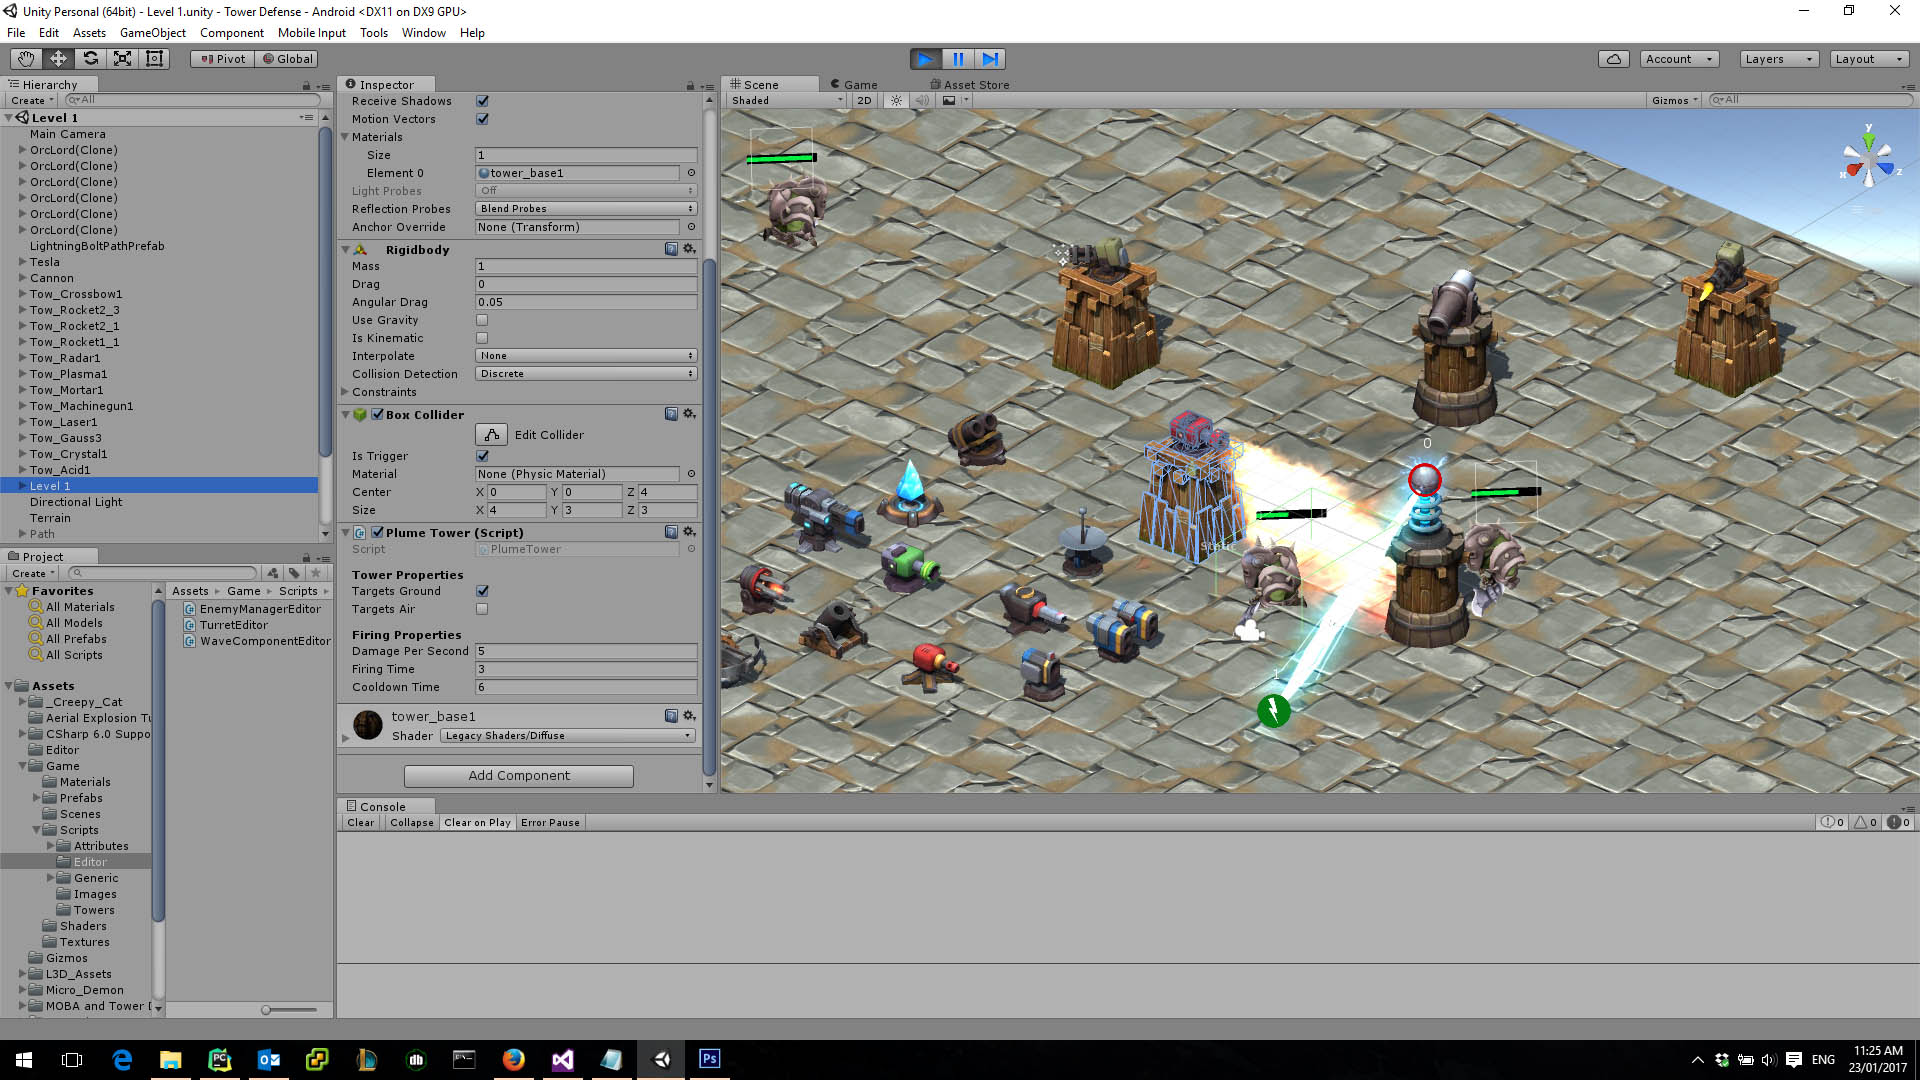 Unity Personal (64bit) - Level 1.unity - Tower Defense - Android <DX11 on DX9 GPU>
File Edit Assets GameObject Component Mobile Input Tools Window Help
Pivot Global Account Layers Layout
Hierarchy
Create All
Level 1
Main Camera
OrcLord(Clone)
OrcLord(Clone)
OrcLord(Clone)
OrcLord(Clone)
OrcLord(Clone)
OrcLord(Clone)
LightningBoltPathPrefab
Tesla
Cannon
Tow_Crossbow1
Tow_Rocket2_3
Tow_Rocket2_1
Tow_Rocket1_1
Tow_Radar1
Tow_Plasma1
Tow_Mortar1
Tow_Machinegun1
Tow_Laser1
Tow_Gauss3
Tow_Crystal1
Tow_Acid1
Level 1
Directional Light
Terrain
Path
Project
Create
Favorites
All Materials
All Models
All Prefabs
All Scripts
Assets
_Creepy_Cat
Aerial Explosion Tu
CSharp 6.0 Suppo
Editor
Game
Materials
Prefabs
Scenes
Scripts
Attributes
Editor
Generic
Images
Towers
Shaders
Textures
Gizmos
L3D_Assets
Micro_Demon
MOBA and Tower D
Assets Game Scripts
EnemyManagerEditor
TurretEditor
WaveComponentEditor
Inspector
Receive Shadows
Motion Vectors
Materials
Size 1
Element 0 tower_base1
Light Probes Off
Reflection Probes Blend Probes
Anchor Override None (Transform)
Rigidbody
Mass 1
Drag 0
Angular Drag 0.05
Use Gravity
Is Kinematic
Interpolate None
Collision Detection Discrete
Constraints
Box Collider
Edit Collider
Is Trigger
Material None (Physic Material)
Center X 0 Y 0 Z 4
Size X 4 Y 3 Z 3
Plume Tower (Script)
Script PlumeTower
Tower Properties
Targets Ground
Targets Air
Firing Properties
Damage Per Second 5
Firing Time 3
Cooldown Time 6
tower_base1
Shader Legacy Shaders/Diffuse
Add Component
Scene Game Asset Store
Shaded 2D Gizmos All
y
x z
0
1
Console
Clear Collapse Clear on Play Error Pause 0 0 0
Ps
ENG
11:25 AM
23/01/2017